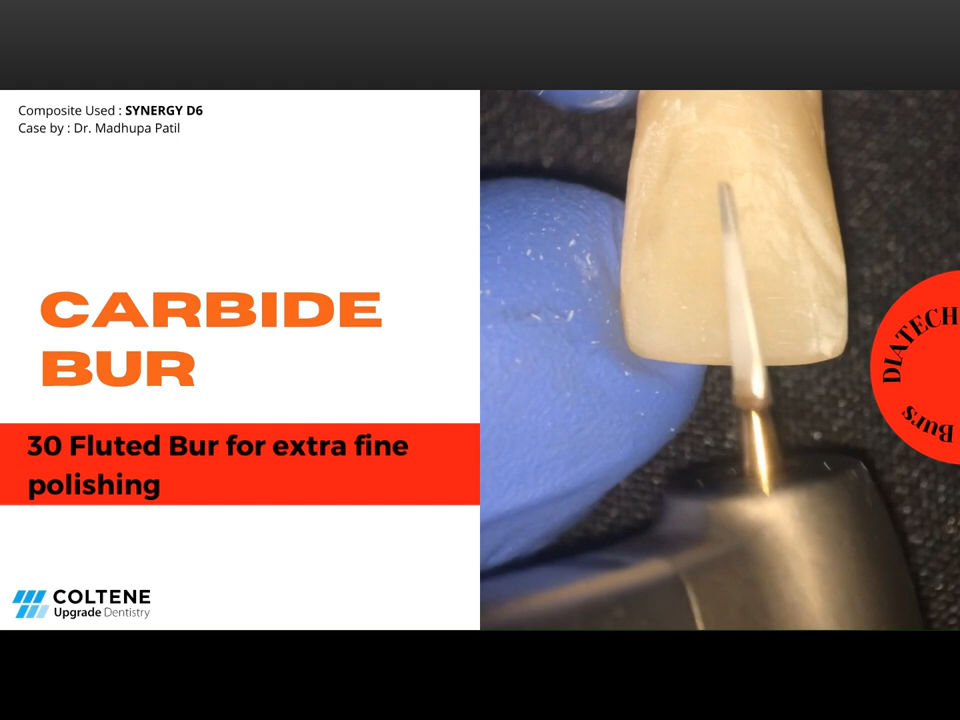 Composite Used : SYNERGY D6
Case by : Dr. Madhupa Patil
CARBIDE
BUR
30 Fluted Bur for extra fine
polishing
DIATECH
Burs
COLTENE
Upgrade Dentistry